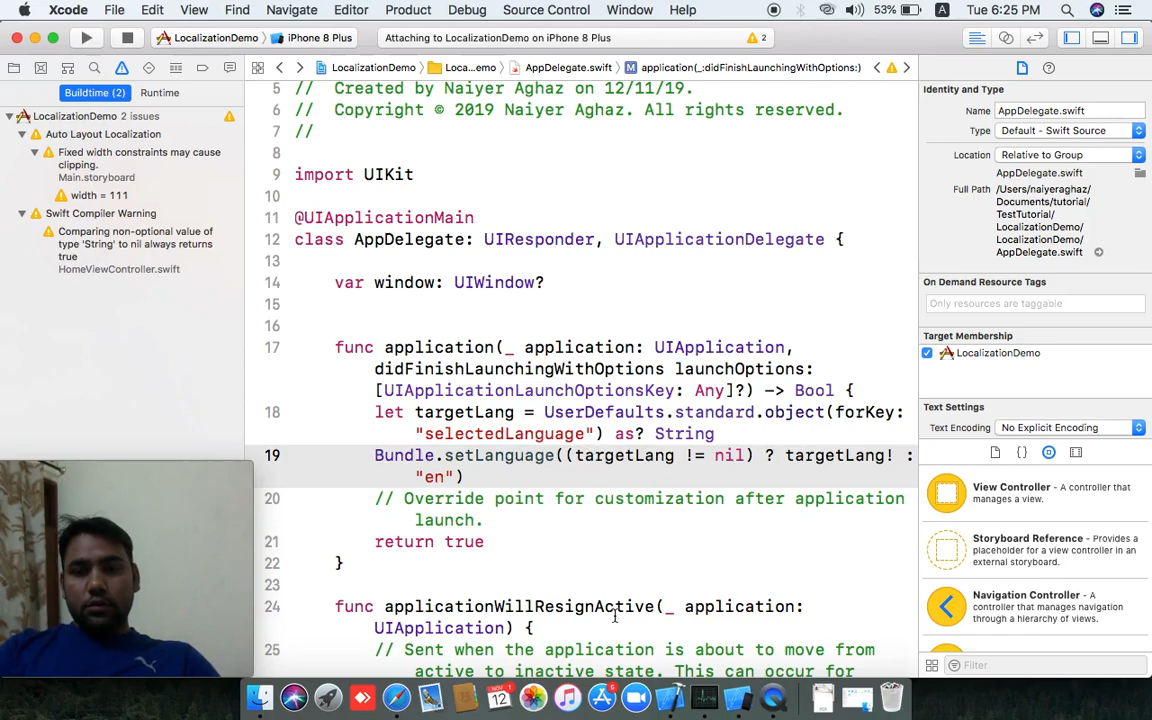 Xcode File Edit View Find Navigate Editor Product Debug Source Control Window Help 53% A Tue 6:25 PM
LocalizationDemo iPhone 8 Plus Attaching to LocalizationDemo on iPhone 8 Plus 2
LocalizationDemo Loca...emo AppDelegate.swift M application(_:didFinishLaunchingWithOptions:)
Buildtime (2) Runtime
LocalizationDemo 2 issues
Auto Layout Localization
Fixed width constraints may cause
clipping.
Main.storyboard
width = 111
Swift Compiler Warning
Comparing non-optional value of
type 'String' to nil always returns
true
HomeViewController.swift
5 // Created by Naiyer Aghaz on 12/11/19.
6 // Copyright © 2019 Naiyer Aghaz. All rights reserved.
7 //
8
9 import UIKit
10
11 @UIApplicationMain
12 class AppDelegate: UIResponder, UIApplicationDelegate {
13
14 var window: UIWindow?
15
16
17 func application(_ application: UIApplication,
didFinishLaunchingWithOptions launchOptions:
[UIApplicationLaunchOptionsKey: Any]?) -> Bool {
18 let targetLang = UserDefaults.standard.object(forKey:
"selectedLanguage") as? String
19 Bundle.setLanguage((targetLang != nil) ? targetLang! :
"en")
20 // Override point for customization after application
launch.
21 return true
22 }
23
24 func applicationWillResignActive(_ application:
UIApplication) {
25 // Sent when the application is about to move from
active to inactive state. This can occur for
Identity and Type
Name AppDelegate.swift
Type Default - Swift Source
Location Relative to Group
AppDelegate.swift
Full Path /Users/naiyeraghaz/
Documents/tutorial/
TestTutorial/
LocalizationDemo/
LocalizationDemo/
AppDelegate.swift
On Demand Resource Tags
Only resources are taggable
Target Membership
LocalizationDemo
Text Settings
Text Encoding No Explicit Encoding
View Controller - A controller that
manages a view.
Storyboard Reference - Provides a
placeholder for a view controller in an
external storyboard.
Navigation Controller - A
controller that manages navigation
through a hierarchy of views.
Filter